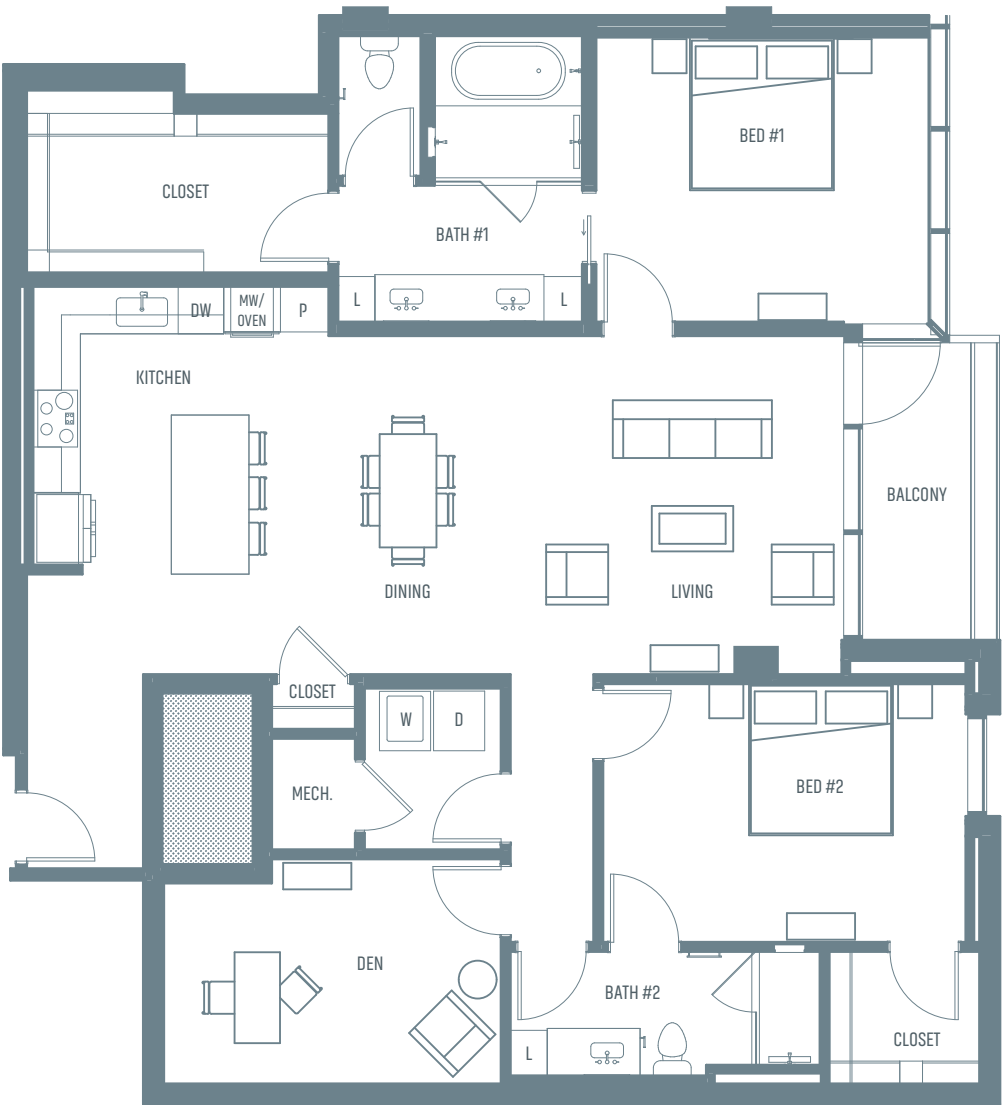 BED #1
CLOSET
BATH #1
L
L
DW
MW/
OVEN
P
KITCHEN
BALCONY
DINING
LIVING
CLOSET
W
D
MECH.
BED #2
DEN
BATH #2
L
CLOSET